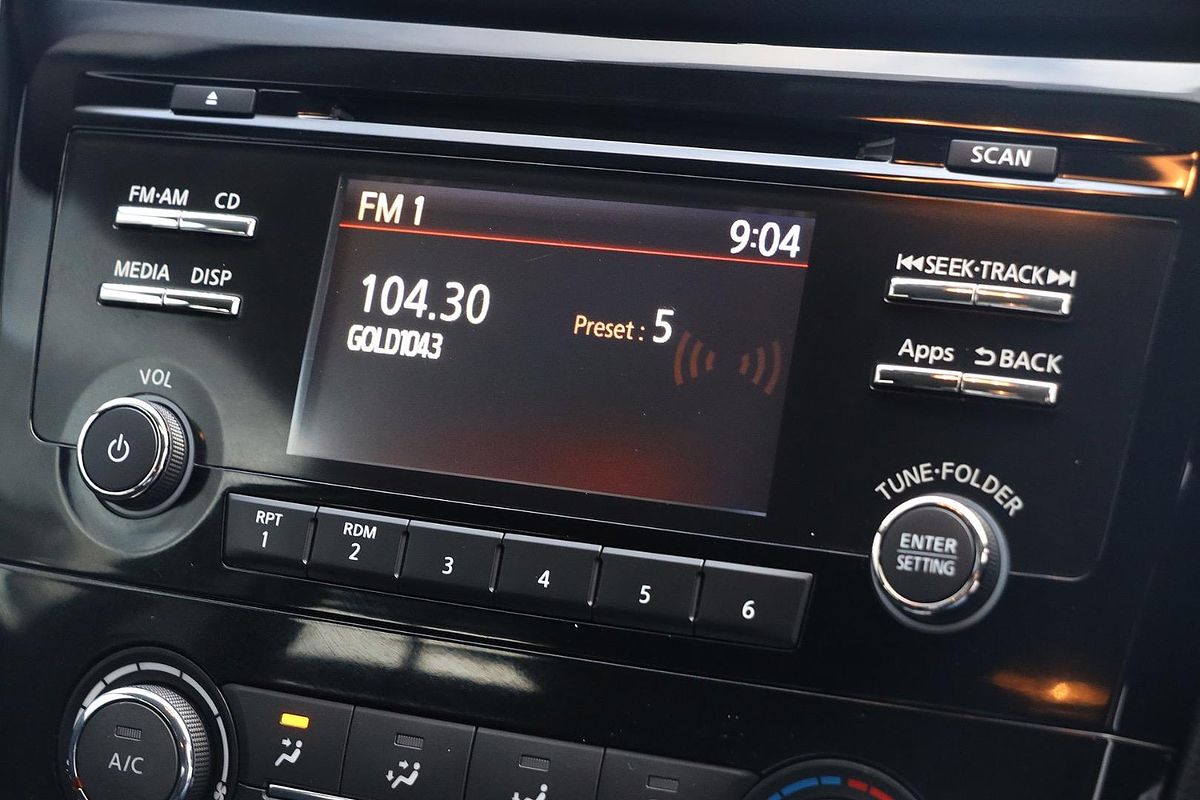 SCAN
FM·AM CD
MEDIA DISP
VOL
FM 1
9:04
104.30
GOLD1043
Preset : 5
SEEK·TRACK
Apps BACK
TUNE·FOLDER
ENTER
SETTING
RPT
1
RDM
2
3
4
5
6
A/C